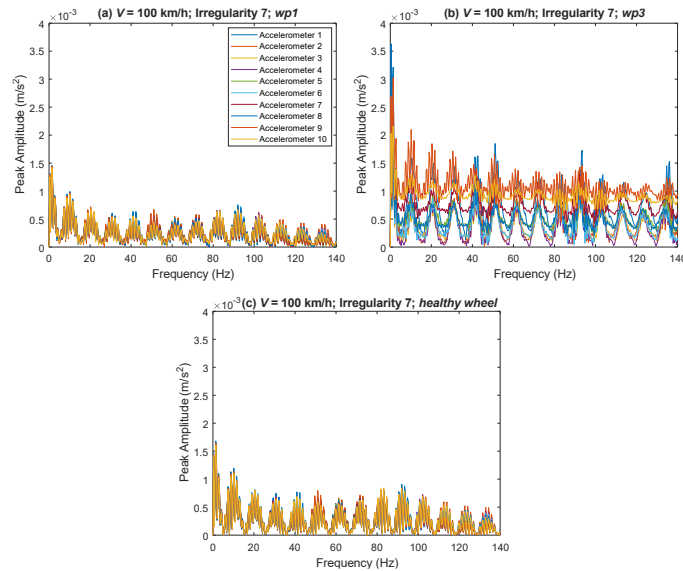 (a) V = 100 km/h; Irregularity 7; wp1
×10⁻³
4
3.5
3
2.5
2
1.5
1
0.5
0
Peak Amplitude (m/s²)
0 20 40 60 80 100 120 140
Frequency (Hz)
Accelerometer 1
Accelerometer 2
Accelerometer 3
Accelerometer 4
Accelerometer 5
Accelerometer 6
Accelerometer 7
Accelerometer 8
Accelerometer 9
Accelerometer 10
(b) V = 100 km/h; Irregularity 7; wp3
×10⁻³
4
3.5
3
2.5
2
1.5
1
0.5
0
Peak Amplitude (m/s²)
0 20 40 60 80 100 120 140
Frequency (Hz)
(c) V = 100 km/h; Irregularity 7; healthy wheel
×10⁻³
4
3.5
3
2.5
2
1.5
1
0.5
0
Peak Amplitude (m/s²)
0 20 40 60 80 100 120 140
Frequency (Hz)